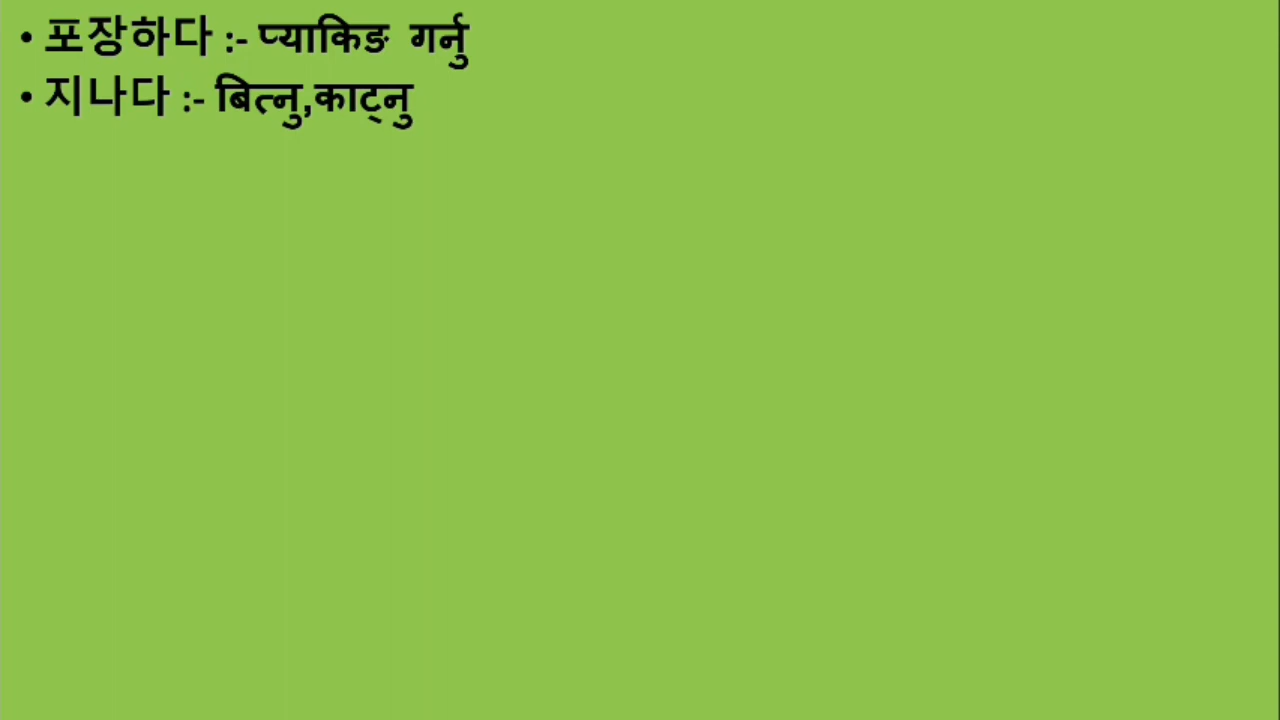 • 포장하다 :- प्याकिङ गर्नु
• 지나다 :- बित्नु,काट्नु